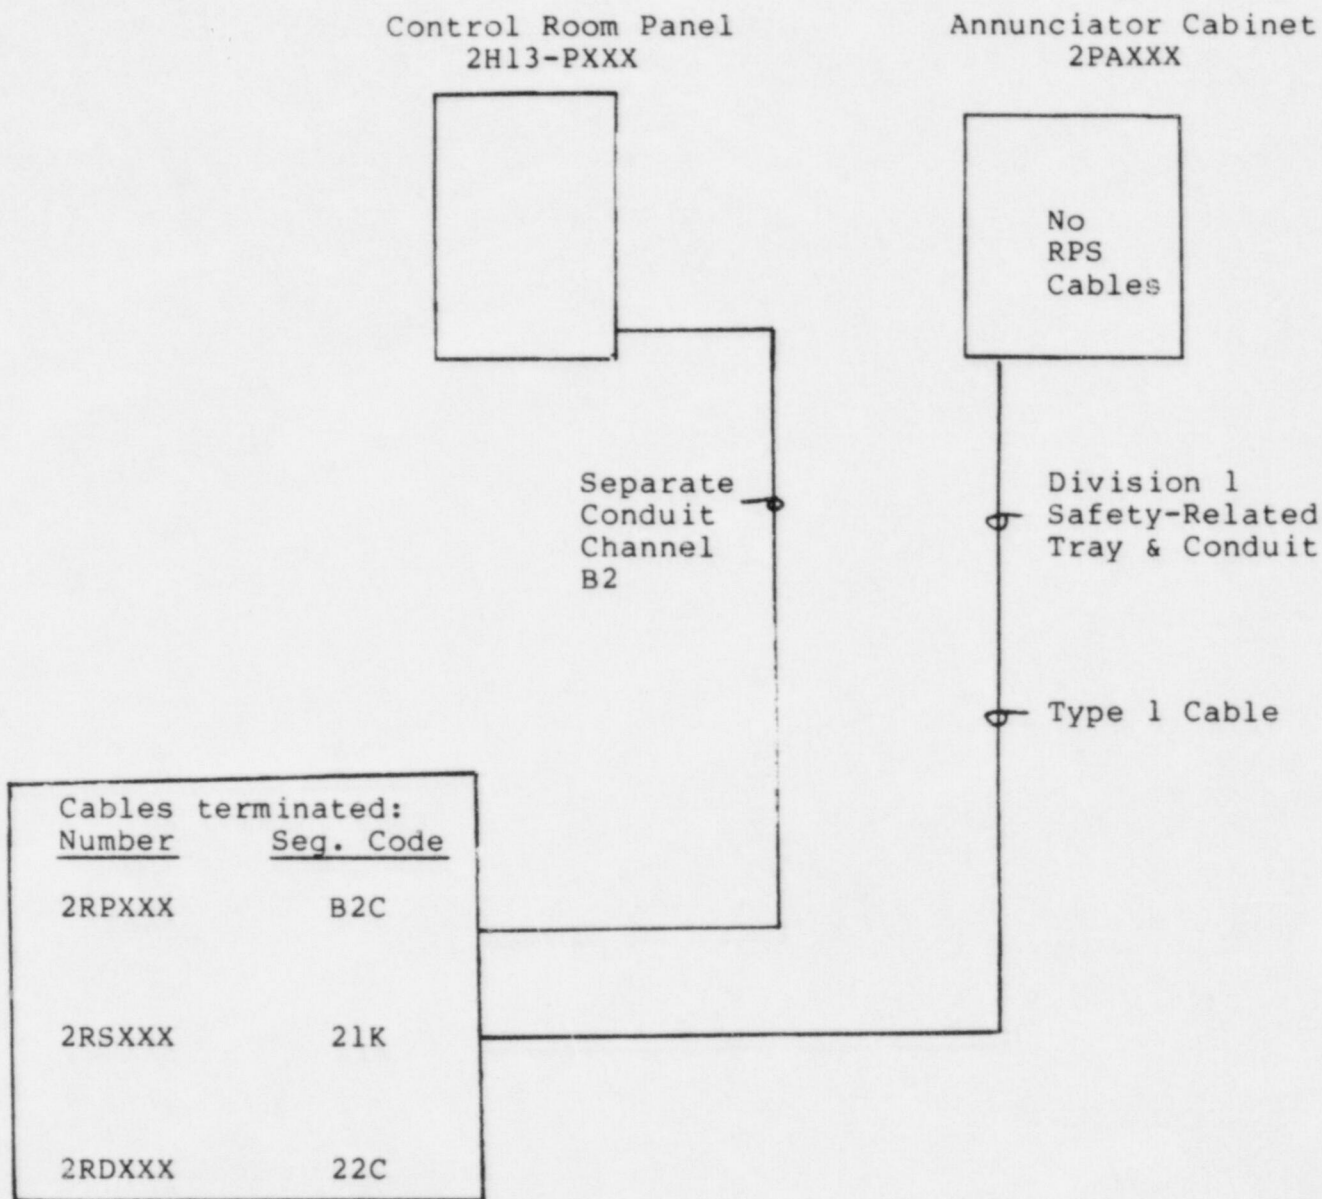 Control Room Panel
2H13-PXXX
Annunciator Cabinet
2PAXXX
No
RPS
Cables
Separate
Conduit
Channel
B2
Division 1
Safety-Related
Tray & Conduit
Type 1 Cable
Cables terminated:
Number Seg. Code
2RPXXX B2C
2RSXXX 21K
2RDXXX 22C